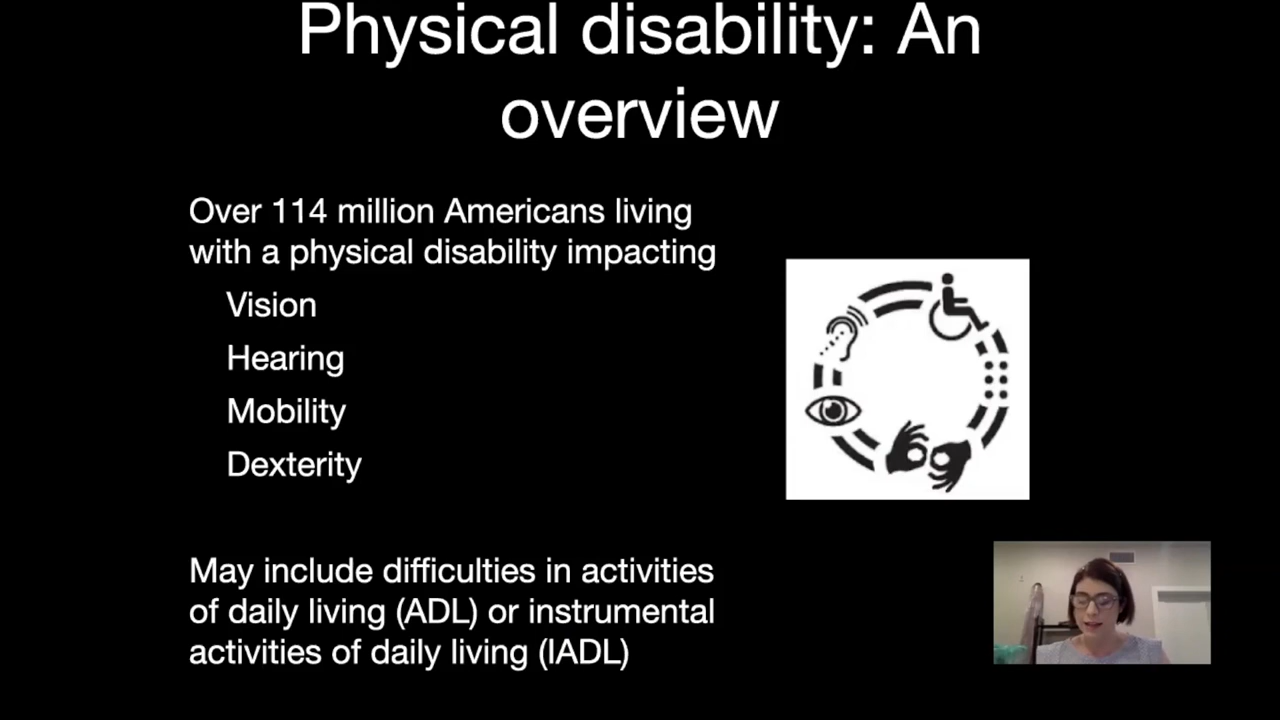 Physical disability: An
overview
Over 114 million Americans living
with a physical disability impacting
Vision
Hearing
Mobility
Dexterity
May include difficulties in activities
of daily living (ADL) or instrumental
activities of daily living (IADL)